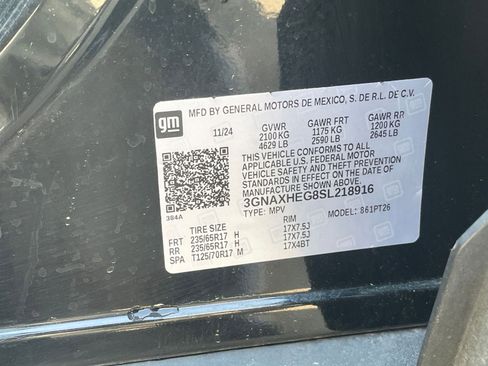 gm
MFD BY GENERAL MOTORS DE MEXICO, S. DE R.L. DE C.V.
11/24 GVWR GAWR FRT GAWR RR
2100 KG 1175 KG 1200 KG
4629 LB 2590 LB 2645 LB
THIS VEHICLE CONFORMS TO ALL
APPLICABLE U.S. FEDERAL MOTOR
VEHICLE SAFETY AND THEFT PREVENTION
STANDARDS IN EFFECT ON THE DATE
OF MANUFACTURE SHOWN ABOVE.
3GNAXHEG8SL218916
384A
TYPE: MPV MODEL: 861PT26
TIRE SIZE RIM
FRT 235/65R17 H 17X7.5J
RR 235/65R17 H 17X7.5J
SPA T125/70R17 M 17X4BT